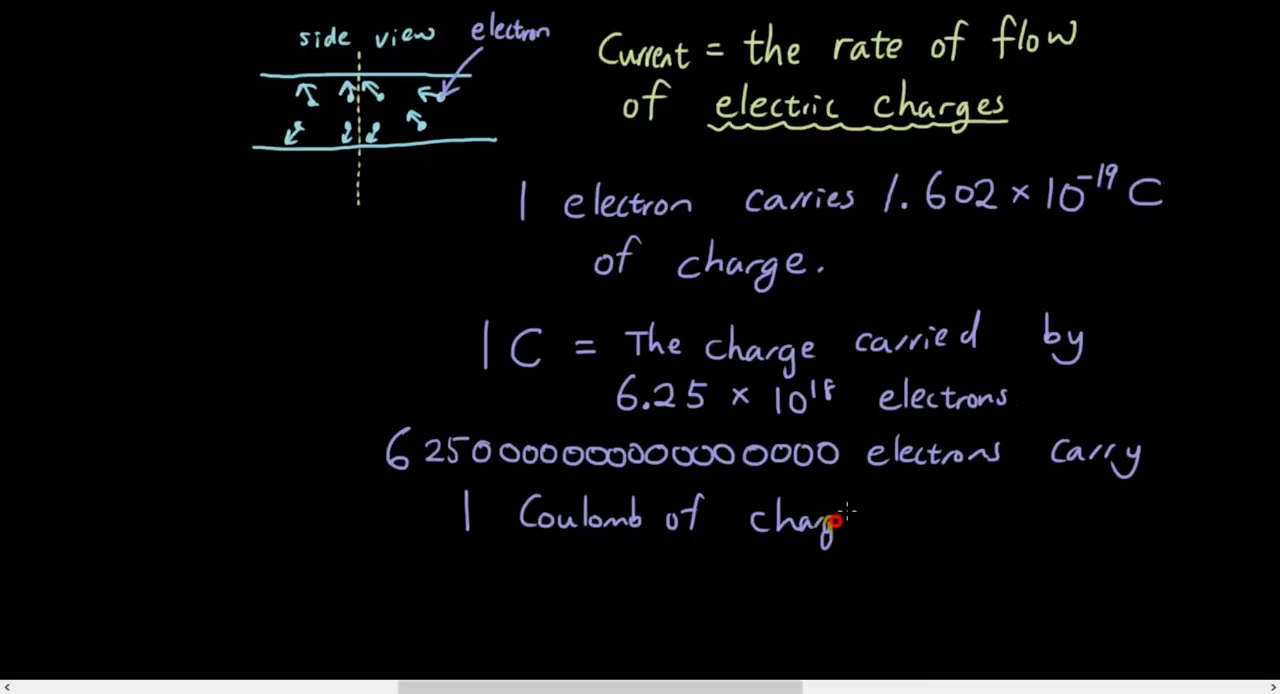 side view
electron
Current = the rate of flow
of electric charges
1 electron carries 1.602 × 10⁻¹⁹ C
of charge.
1 C = The charge carried by
6.25 × 10¹⁸ electrons
6250000000000000000 electrons carry
1 Coulomb of charg